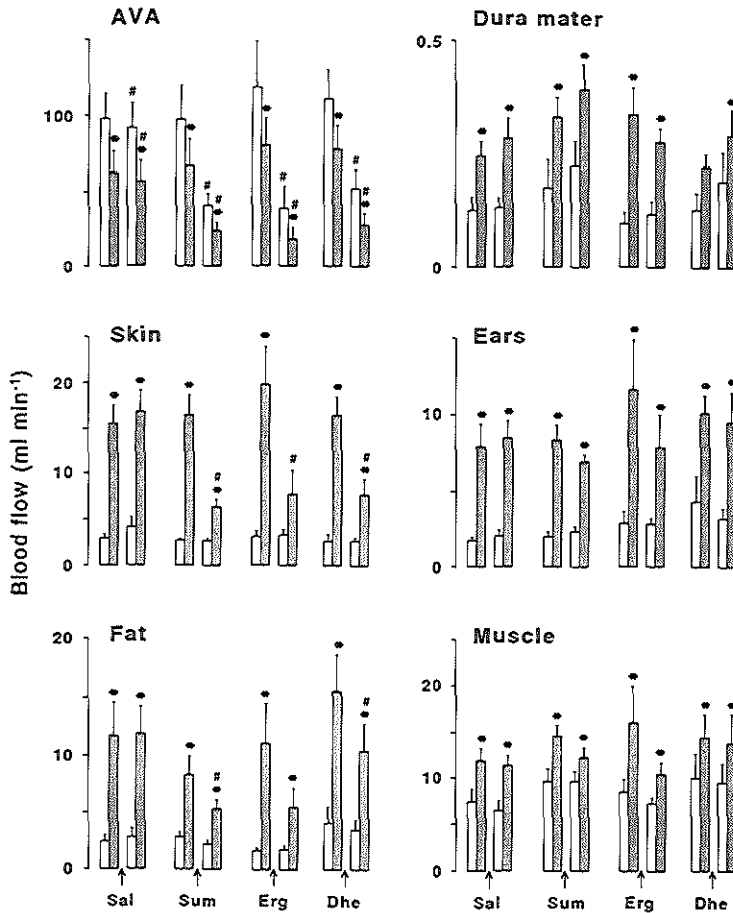 AVA
Dura mater
100
0
0.5
0
Skin
Ears
20
10
0
10
0
Blood flow (ml min-1)
Fat
Muscle
20
10
0
20
10
0
Sal Sum Erg Dhe
Sal Sum Erg Dhe